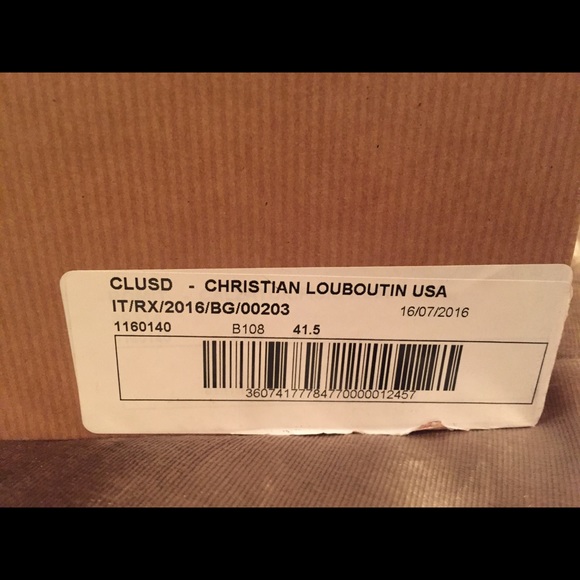 CLUSD - CHRISTIAN LOUBOUTIN USA
IT/RX/2016/BG/00203 16/07/2016
1160140 B108 41.5
36074177784770000012457